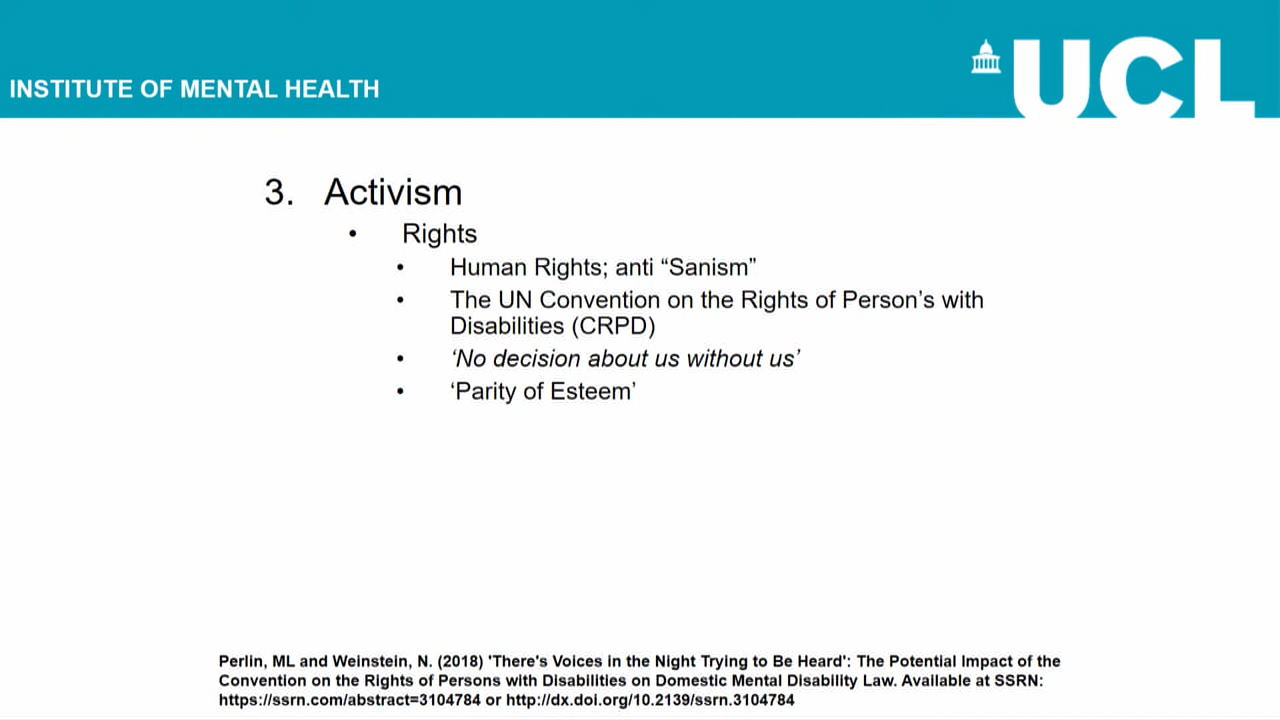 INSTITUTE OF MENTAL HEALTH
UCL
3. Activism
• Rights
• Human Rights; anti “Sanism”
• The UN Convention on the Rights of Person’s with
Disabilities (CRPD)
• ‘No decision about us without us’
• ‘Parity of Esteem’
Perlin, ML and Weinstein, N. (2018) 'There's Voices in the Night Trying to Be Heard': The Potential Impact of the
Convention on the Rights of Persons with Disabilities on Domestic Mental Disability Law. Available at SSRN:
https://ssrn.com/abstract=3104784 or http://dx.doi.org/10.2139/ssrn.3104784